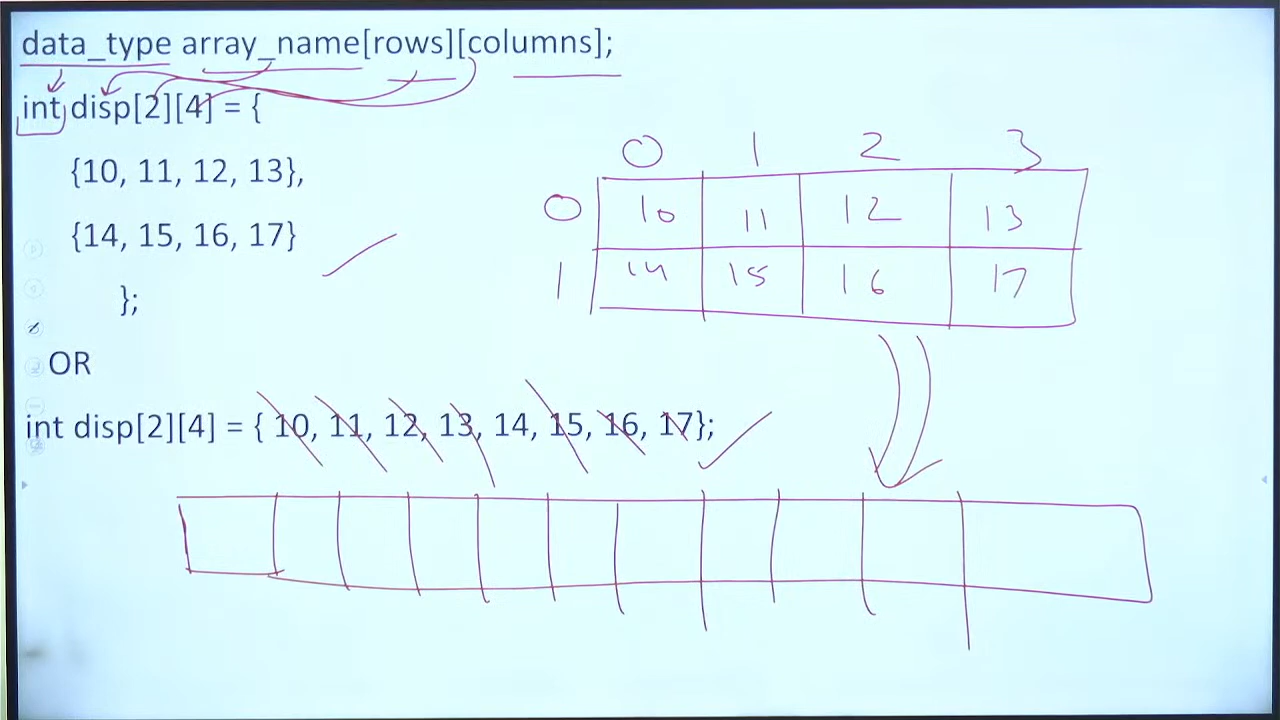 data_type array_name[rows][columns];
int disp[2][4] = {
{10, 11, 12, 13},
{14, 15, 16, 17}
};
OR
int disp[2][4] = { 10, 11, 12, 13, 14, 15, 16, 17};
0 1 2 3
0 10 11 12 13
1 14 15 16 17